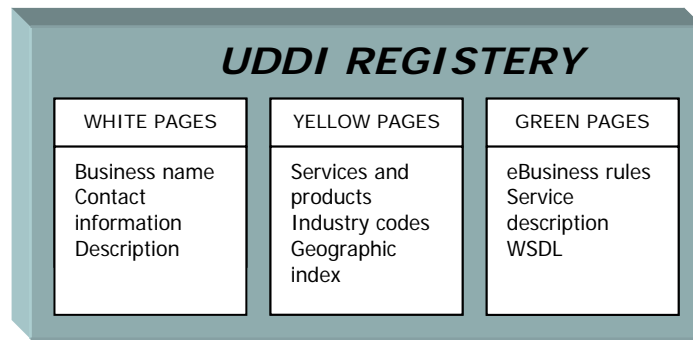 UDDI REGISTERY
WHITE PAGES
Business name
Contact
information
Description
YELLOW PAGES
Services and
products
Industry codes
Geographic
index
GREEN PAGES
eBusiness rules
Service
description
WSDL